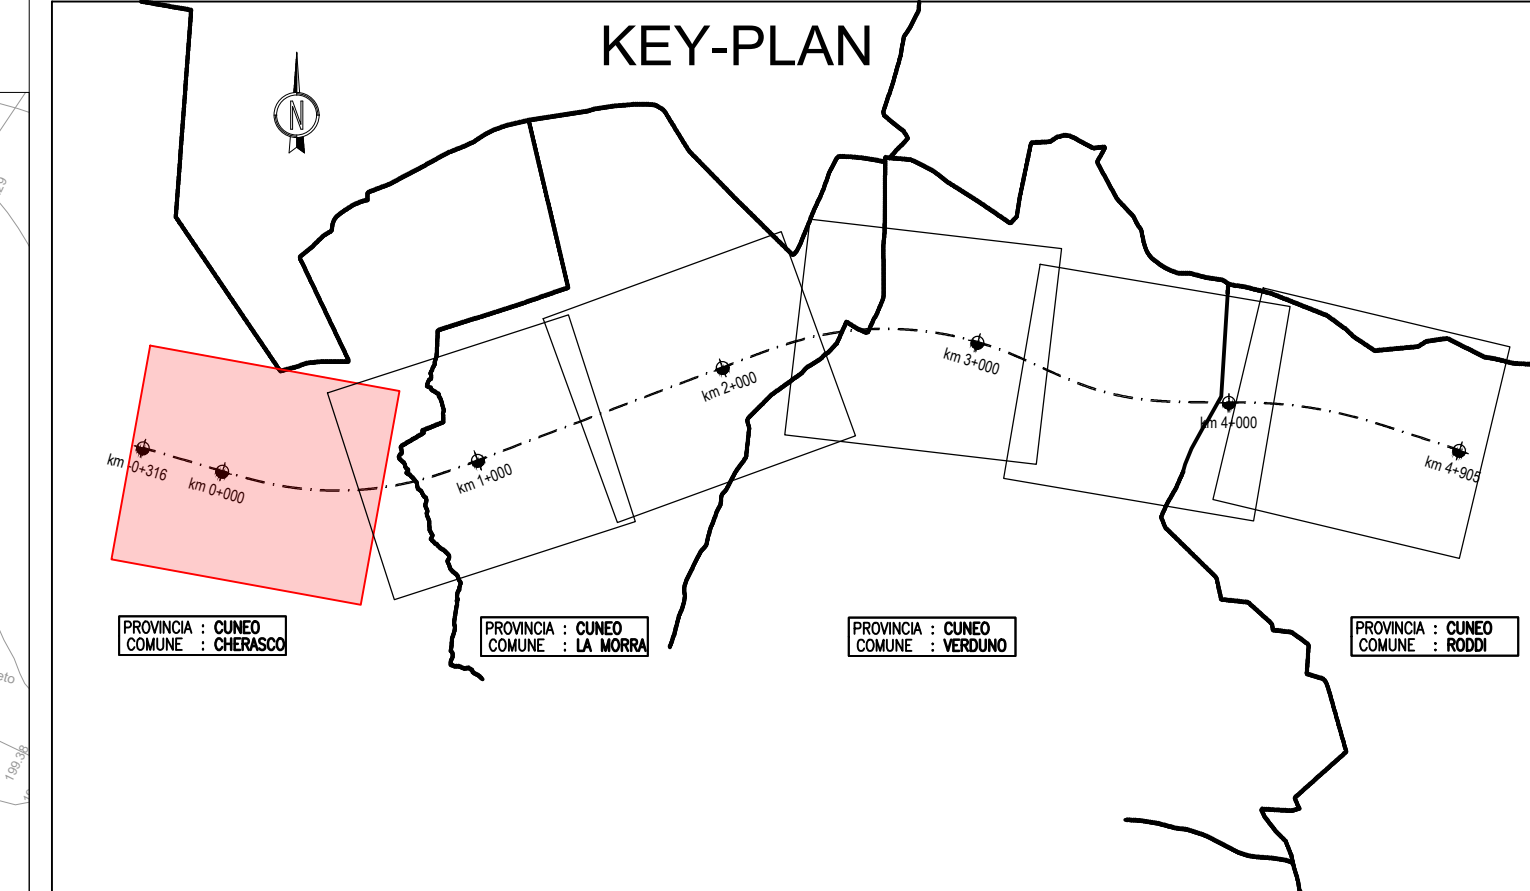 KEY-PLAN
N
km -0+316
km 0+000
km 1+000
km 2+000
km 3+000
km 4+000
km 4+905
PROVINCIA : CUNEO
COMUNE : CHERASCO
PROVINCIA : CUNEO
COMUNE : LA MORRA
PROVINCIA : CUNEO
COMUNE : VERDUNO
PROVINCIA : CUNEO
COMUNE : RODDI
199.38